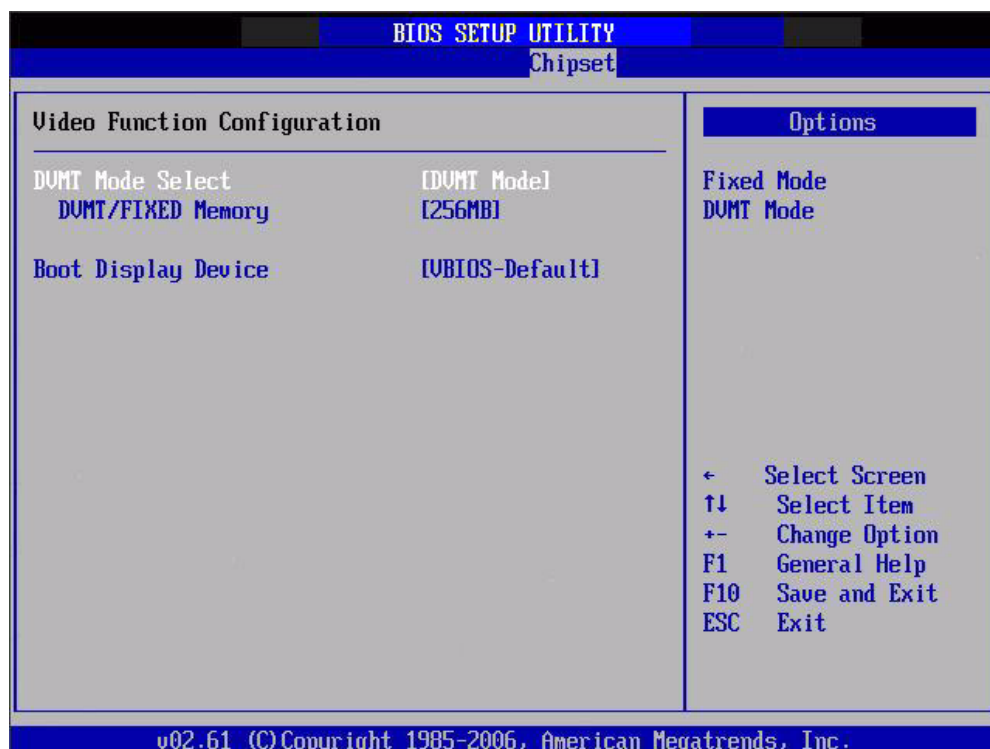 BIOS SETUP UTILITY
Chipset
Video Function Configuration
DVMT Mode Select [DVMT Mode]
DVMT/FIXED Memory [256MB]
Boot Display Device [VBIOS-Default]
Options
Fixed Mode
DVMT Mode
← Select Screen
↑↓ Select Item
+- Change Option
F1 General Help
F10 Save and Exit
ESC Exit
v02.61 (C)Copyright 1985-2006, American Megatrends, Inc.